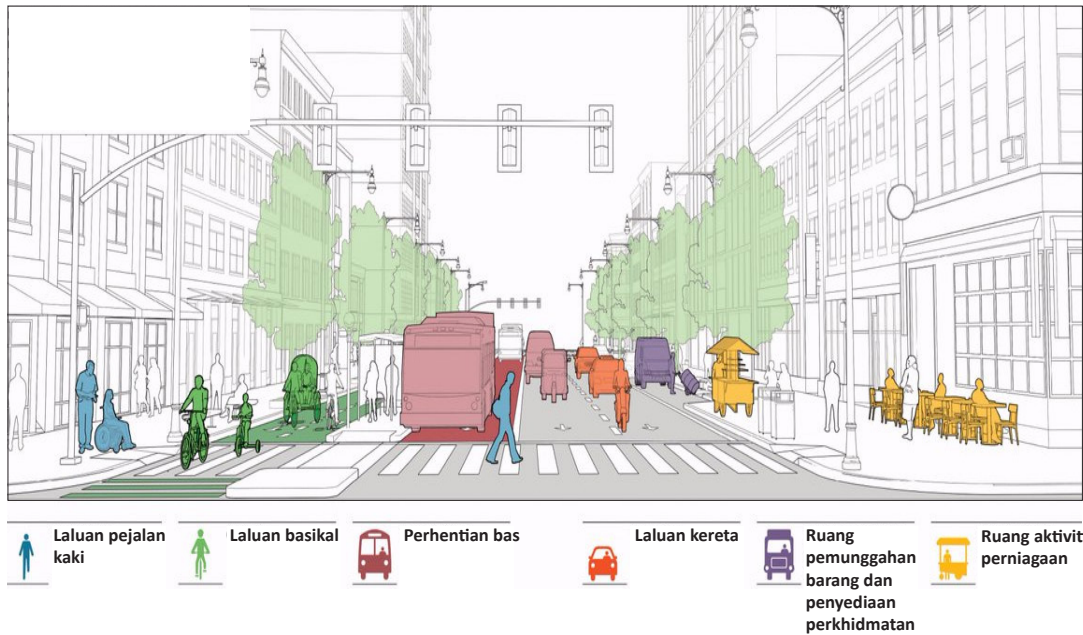 Laluan pejalan
kaki
Laluan basikal
Perhentian bas
Laluan kereta
Ruang
pemunggahan
barang dan
penyediaan
perkhidmatan
Ruang aktivit
perniagaan